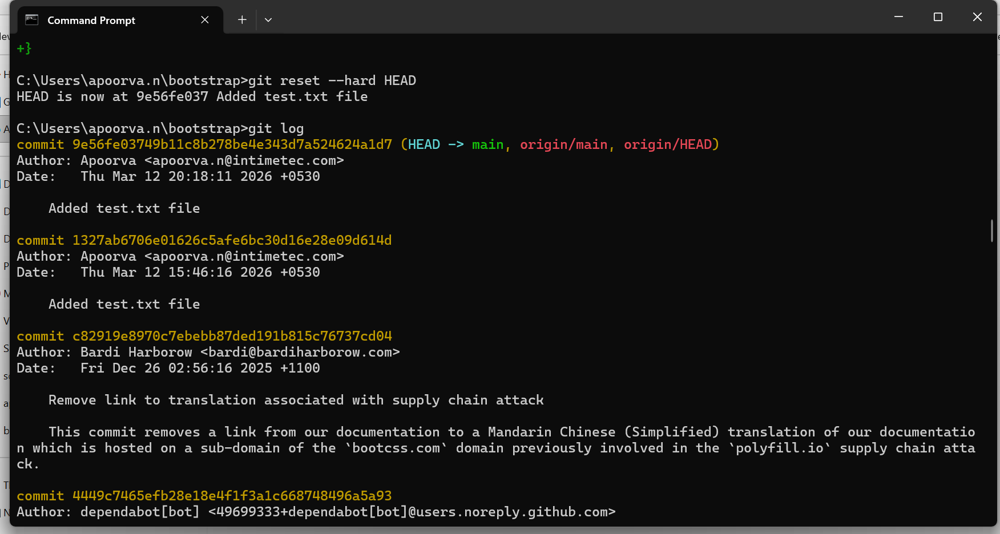 Command Prompt
+}
C:\Users\apoorva.n\bootstrap>git reset --hard HEAD
HEAD is now at 9e56fe037 Added test.txt file
C:\Users\apoorva.n\bootstrap>git log
commit 9e56fe03749b11c8b278be4e343d7a524624a1d7 (HEAD -> main, origin/main, origin/HEAD)
Author: Apoorva <apoorva.n@intimetec.com>
Date:   Thu Mar 12 20:18:11 2026 +0530
Added test.txt file
commit 1327ab6706e01626c5afe6bc30d16e28e09d614d
Author: Apoorva <apoorva.n@intimetec.com>
Date:   Thu Mar 12 15:46:16 2026 +0530
Added test.txt file
commit c82919e8970c7ebebb87ded191b815c76737cd04
Author: Bardi Harborow <bardi@bardiharborow.com>
Date:   Fri Dec 26 02:56:16 2025 +1100
Remove link to translation associated with supply chain attack
This commit removes a link from our documentation to a Mandarin Chinese (Simplified) translation of our documentatio
n which is hosted on a sub-domain of the `bootcss.com` domain previously involved in the `polyfill.io` supply chain atta
ck.
commit 4449c7465efb28e18e4f1f3a1c668748496a5a93
Author: dependabot[bot] <49699333+dependabot[bot]@users.noreply.github.com>